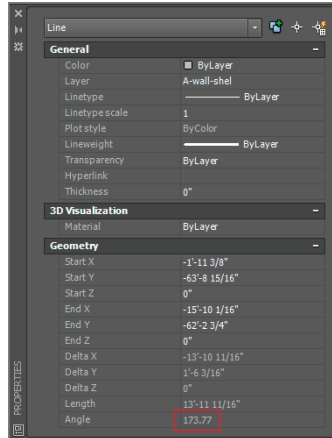 Line
General
Color ByLayer
Layer A-wall-shel
Linetype ByLayer
Linetype scale 1
Plot style ByColor
Lineweight ByLayer
Transparency ByLayer
Hyperlink
Thickness 0"
3D Visualization
Material ByLayer
Geometry
Start X -1'-11 3/8"
Start Y -63'-8 15/16"
Start Z 0"
End X -15'-10 1/16"
End Y -62'-2 3/4"
End Z 0"
Delta X -13'-10 11/16"
Delta Y 1'-6 3/16"
Delta Z 0"
Length 13'-11 11/16"
Angle 173.77
PROPERTIES